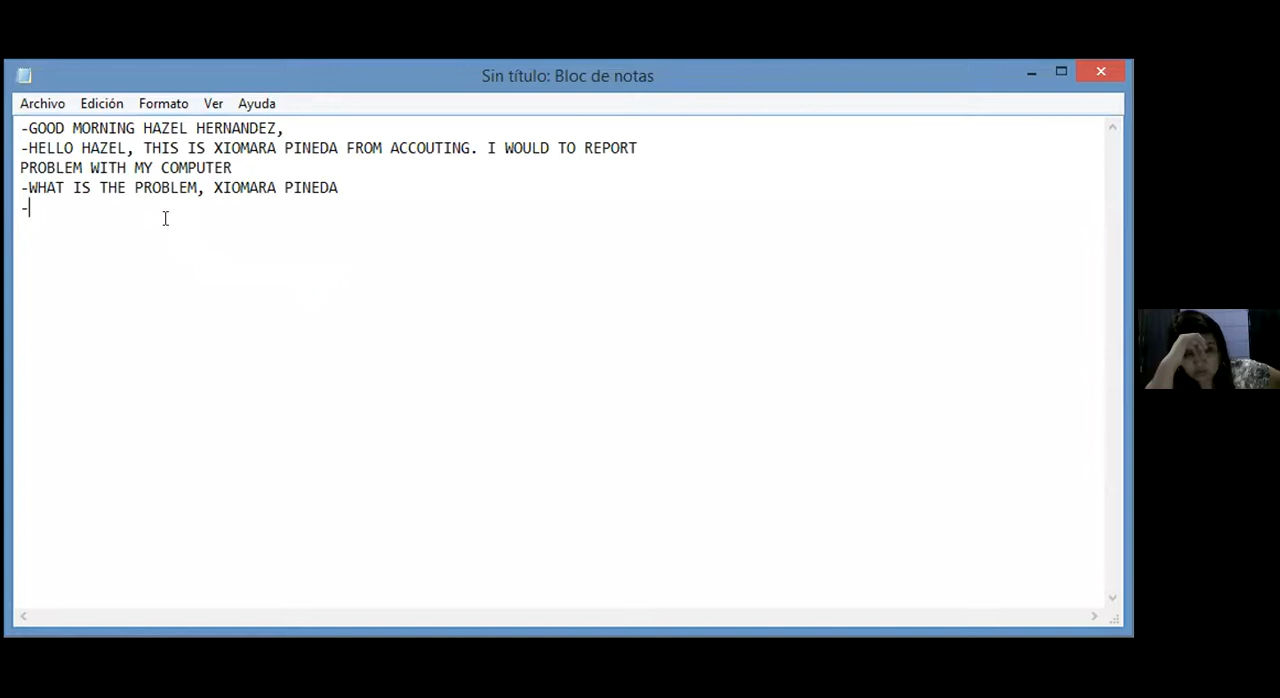 Sin título: Bloc de notas
Archivo Edición Formato Ver Ayuda
-GOOD MORNING HAZEL HERNANDEZ,
-HELLO HAZEL, THIS IS XIOMARA PINEDA FROM ACCOUTING. I WOULD TO REPORT
PROBLEM WITH MY COMPUTER
-WHAT IS THE PROBLEM, XIOMARA PINEDA
-